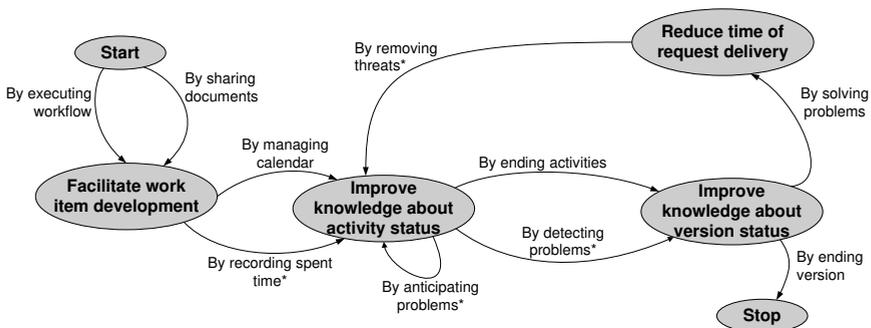 Start
By executing
workflow
By sharing
documents
Facilitate work
item development
By managing
calendar
By recording spent
time*
By removing
threats*
Improve
knowledge about
activity status
By anticipating
problems*
By ending activities
By detecting
problems*
Reduce time of
request delivery
By solving
problems
Improve
knowledge about
version status
By ending
version
Stop